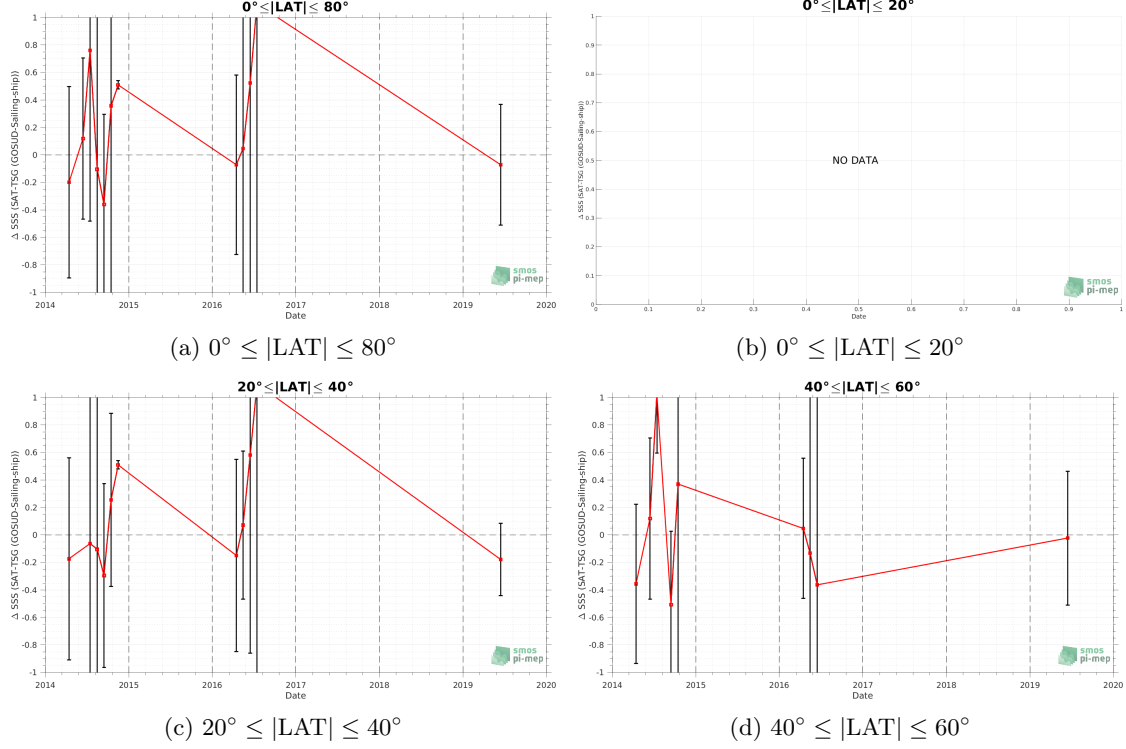 0°≤|LAT|≤ 80°
Δ SSS (SAT-TSG (GOSUD-Sailing-ship))
1
0.8
0.6
0.4
0.2
0
-0.2
-0.4
-0.6
-0.8
-1
2014 2015 2016 2017 2018 2019 2020
Date
smos
pi-mep
(a) 0° ≤ |LAT| ≤ 80°
0°≤|LAT|≤ 20°
Δ SSS (SAT-TSG (GOSUD-Sailing-ship))
1
0.9
0.8
0.7
0.6
0.5
0.4
0.3
0.2
0.1
0
NO DATA
0 0.1 0.2 0.3 0.4 0.5 0.6 0.7 0.8 0.9 1
Date
smos
pi-mep
(b) 0° ≤ |LAT| ≤ 20°
20°≤|LAT|≤ 40°
Δ SSS (SAT-TSG (GOSUD-Sailing-ship))
1
0.8
0.6
0.4
0.2
0
-0.2
-0.4
-0.6
-0.8
-1
2014 2015 2016 2017 2018 2019 2020
Date
smos
pi-mep
(c) 20° ≤ |LAT| ≤ 40°
40°≤|LAT|≤ 60°
Δ SSS (SAT-TSG (GOSUD-Sailing-ship))
1
0.8
0.6
0.4
0.2
0
-0.2
-0.4
-0.6
-0.8
-1
2014 2015 2016 2017 2018 2019 2020
Date
smos
pi-mep
(d) 40° ≤ |LAT| ≤ 60°